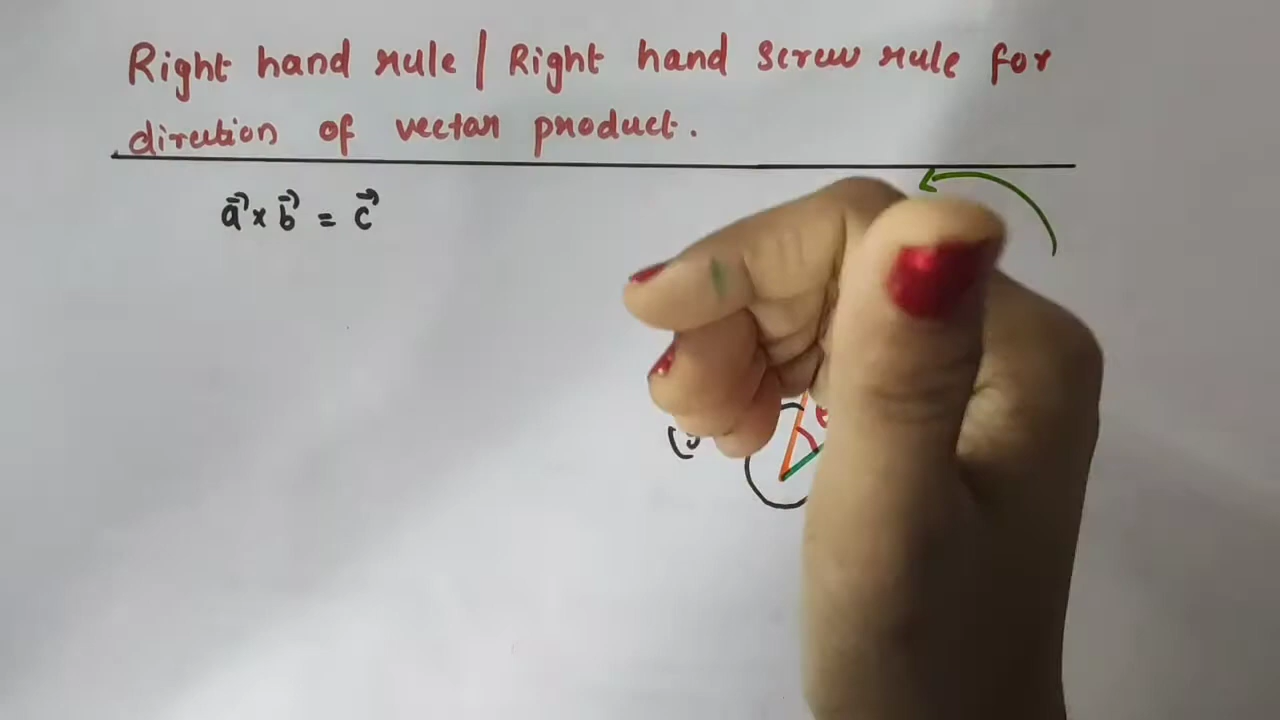 Right hand rule | Right hand screw rule for
direction of vector product.
a⃗ × b⃗ = c⃗